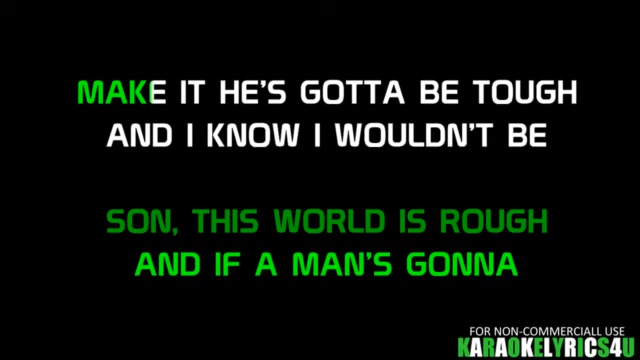 MAKE IT HE'S GOTTA BE TOUGH
AND I KNOW I WOULDN'T BE
SON, THIS WORLD IS ROUGH
AND IF A MAN'S GONNA
FOR NON-COMMERCIALL USE
KARAOKELYRICS4U